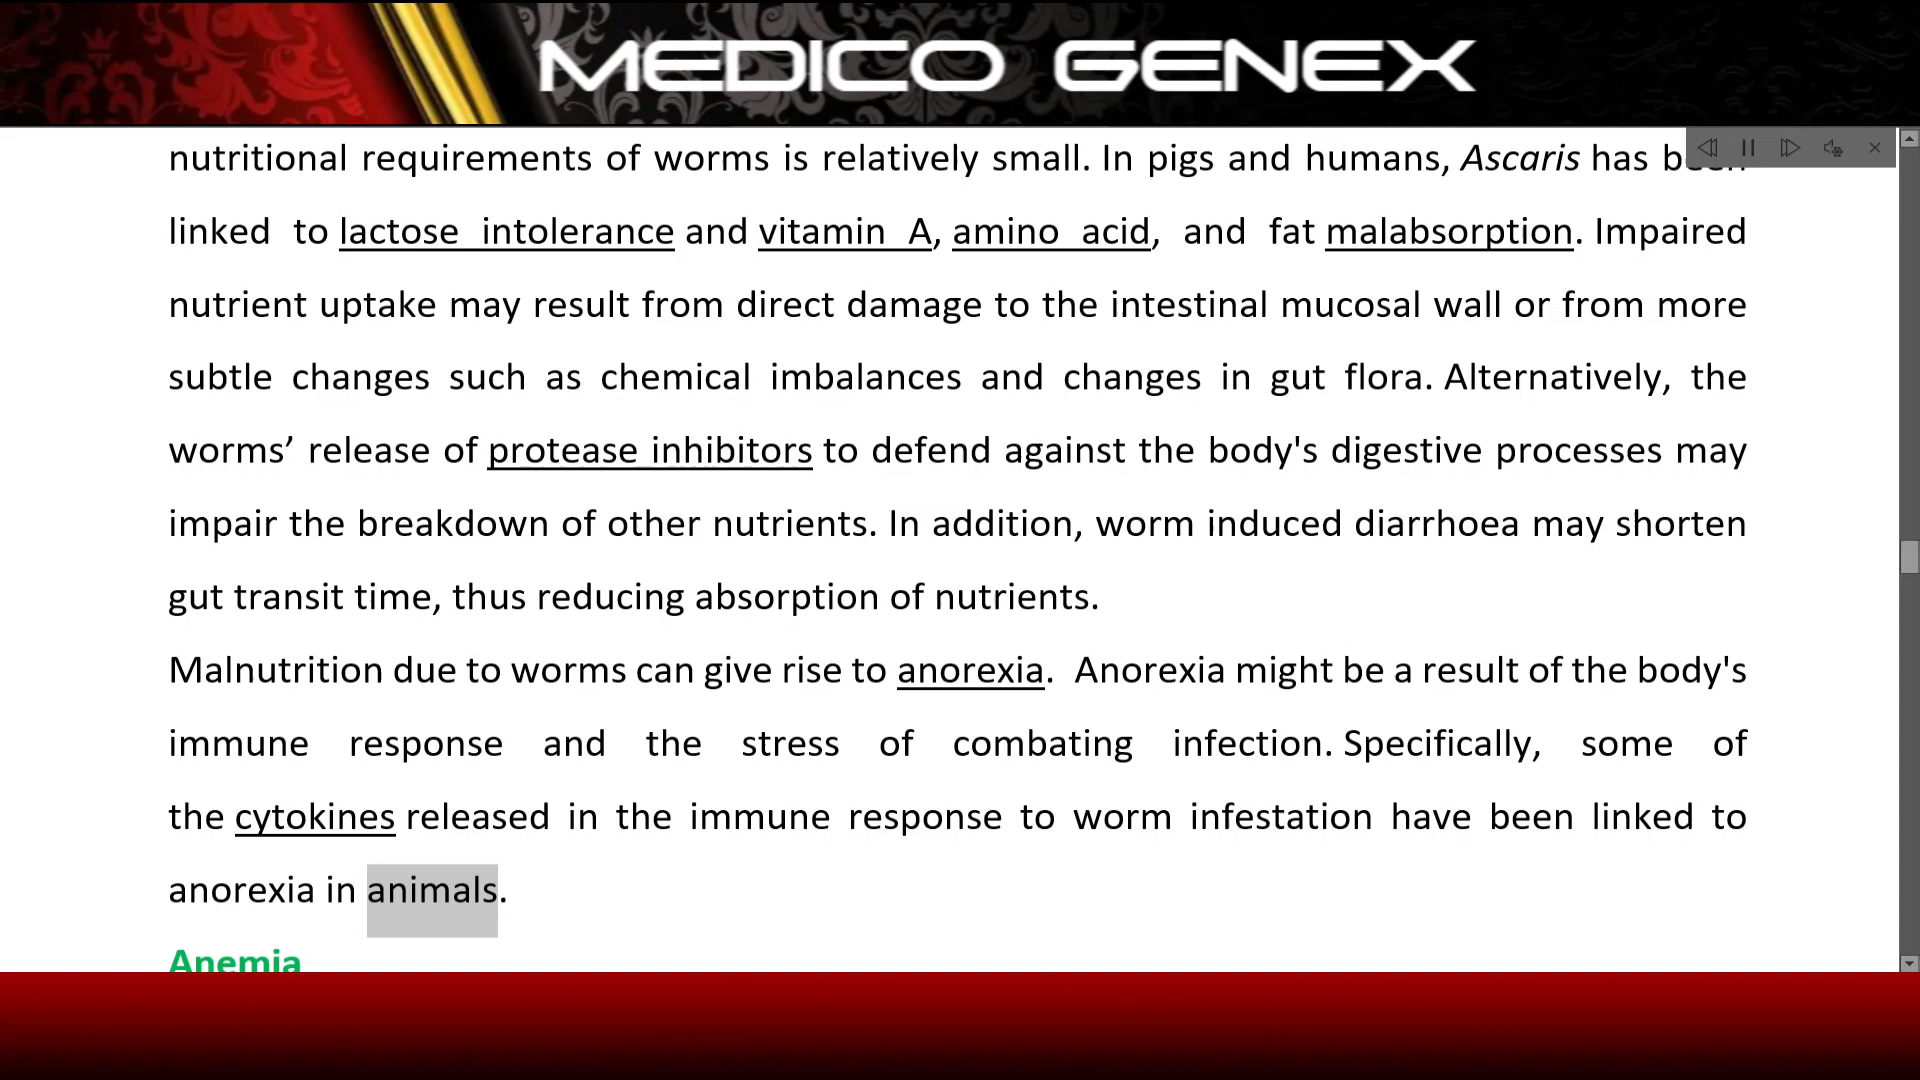 MEDICO GENEX
nutritional requirements of worms is relatively small. In pigs and humans, Ascaris has been
linked to lactose intolerance and vitamin A, amino acid, and fat malabsorption. Impaired
nutrient uptake may result from direct damage to the intestinal mucosal wall or from more
subtle changes such as chemical imbalances and changes in gut flora. Alternatively, the
worms’ release of protease inhibitors to defend against the body's digestive processes may
impair the breakdown of other nutrients. In addition, worm induced diarrhoea may shorten
gut transit time, thus reducing absorption of nutrients.
Malnutrition due to worms can give rise to anorexia. Anorexia might be a result of the body's
immune response and the stress of combating infection. Specifically, some of
the cytokines released in the immune response to worm infestation have been linked to
anorexia in animals.
Anemia